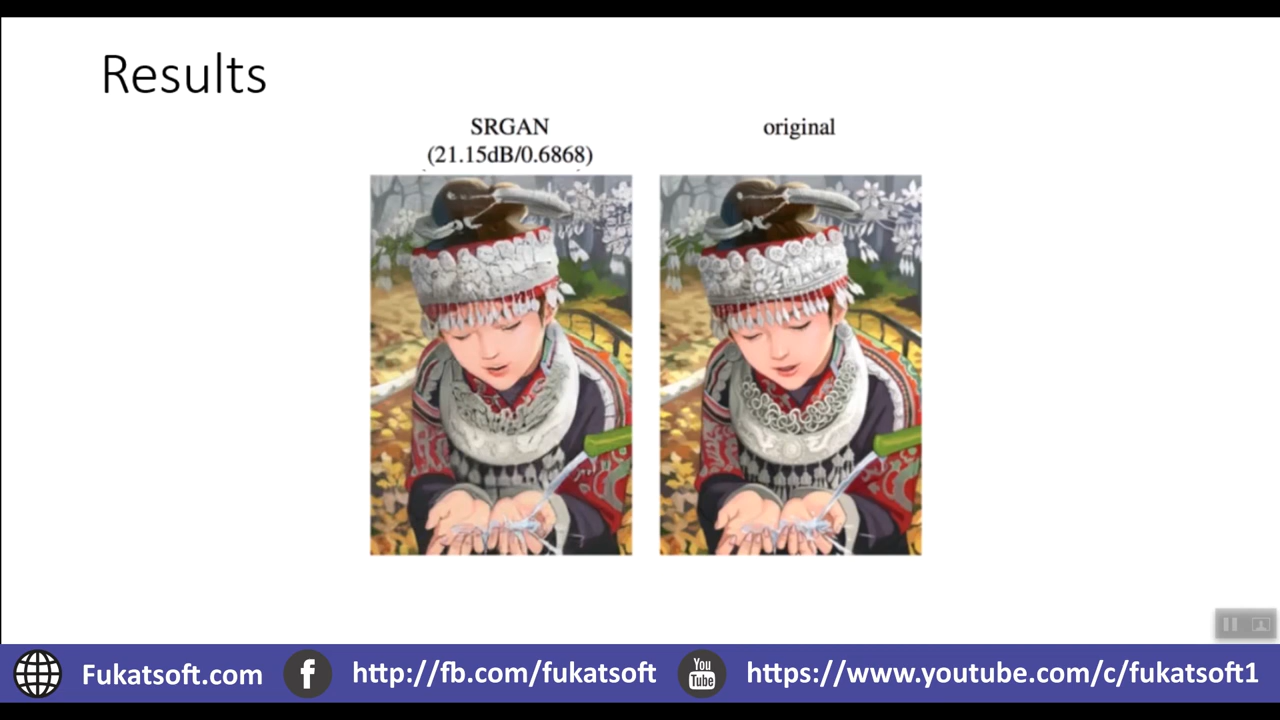 Results
SRGAN
(21.15dB/0.6868)
original
Fukatsoft.com
f
http://fb.com/fukatsoft
You
Tube
https://www.youtube.com/c/fukatsoft1